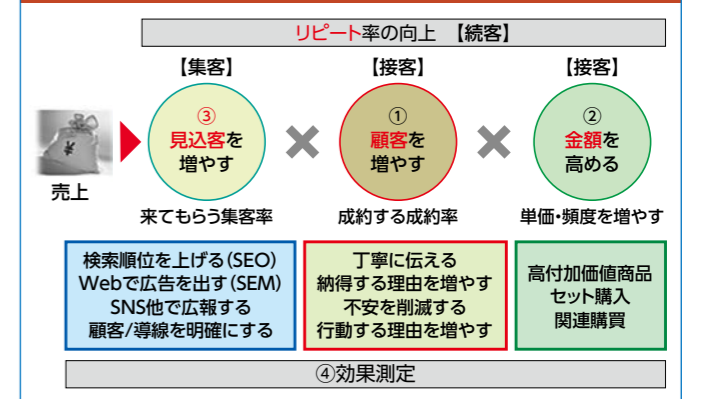 リピート率の向上 【続客】
【集客】
【接客】
【接客】
③
見込客を
増やす
①
顧客を
増やす
②
金額を
高める
¥
売上
来てもらう集客率
成約する成約率
単価・頻度を増やす
検索順位を上げる(SEO)
Webで広告を出す(SEM)
SNS他で広報する
顧客/導線を明確にする
丁寧に伝える
納得する理由を増やす
不安を削減する
行動する理由を増やす
高付加価値商品
セット購入
関連購買
④効果測定